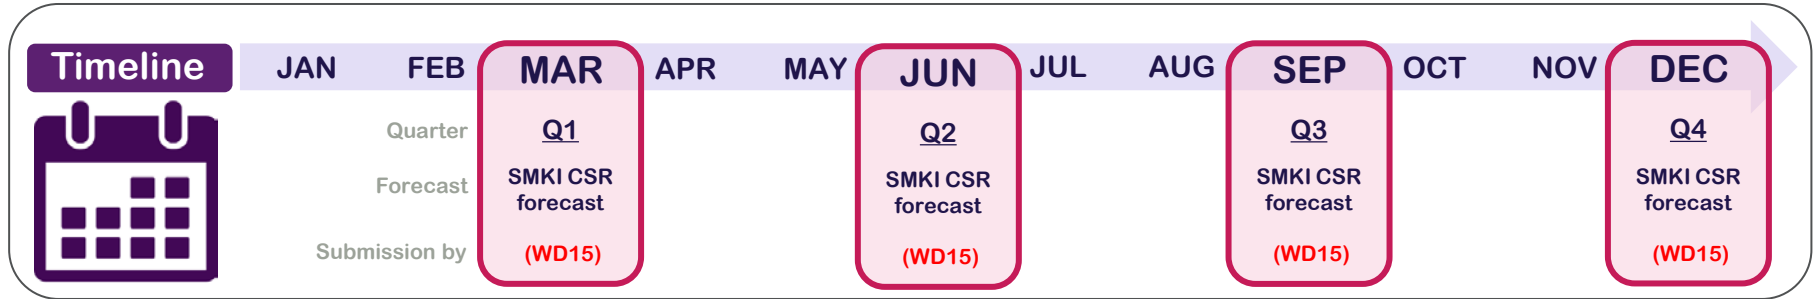 Timeline JAN FEB MAR APR MAY JUN JUL AUG SEP OCT NOV DEC
Quarter Q1 Q2 Q3 Q4
Forecast SMKI CSR SMKI CSR SMKI CSR SMKI CSR
forecast forecast forecast forecast
Submission by (WD15) (WD15) (WD15) (WD15)